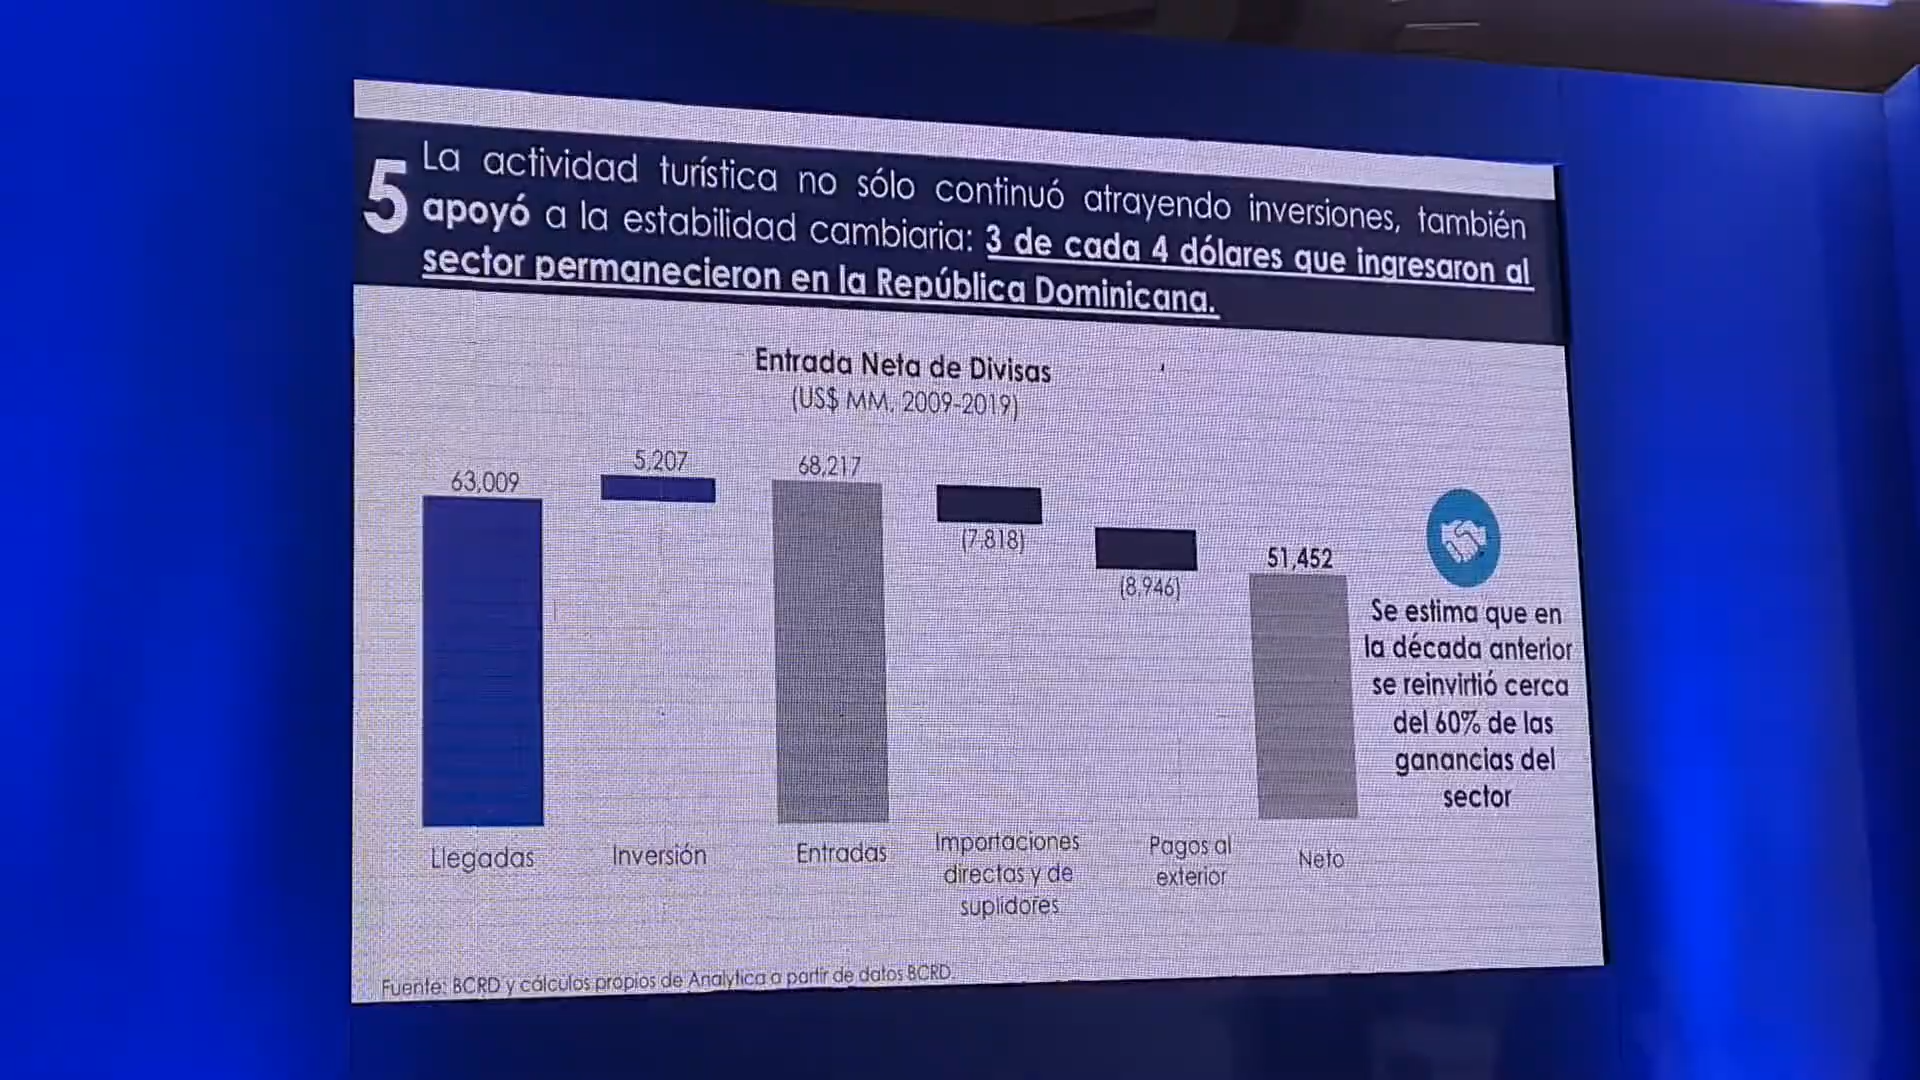 5
La actividad turística no sólo continuó atrayendo inversiones, también
apoyó a la estabilidad cambiaria: 3 de cada 4 dólares que ingresaron al
sector permanecieron en la República Dominicana.
Entrada Neta de Divisas
(US$ MM, 2009-2019)
63,009
5,207
68,217
(7,818)
(8,946)
51,452
Llegadas
Inversión
Entradas
Importaciones
directas y de
suplidores
Pagos al
exterior
Neto
Se estima que en
la década anterior
se reinvirtió cerca
del 60% de las
ganancias del
sector
Fuente: BCRD y cálculos propios de Analytica a partir de datos BCRD.